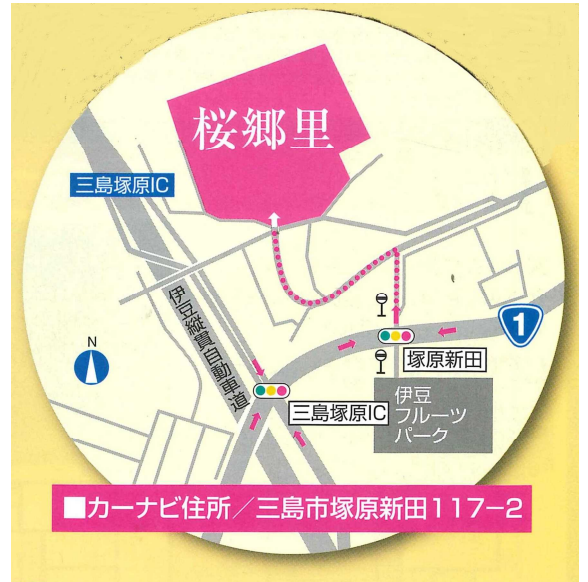 桜郷里
三島塚原IC
伊豆縦貫自動車道
N
1
塚原新田
三島塚原IC
伊豆
フルーツ
パーク
■カーナビ住所／三島市塚原新田117−2